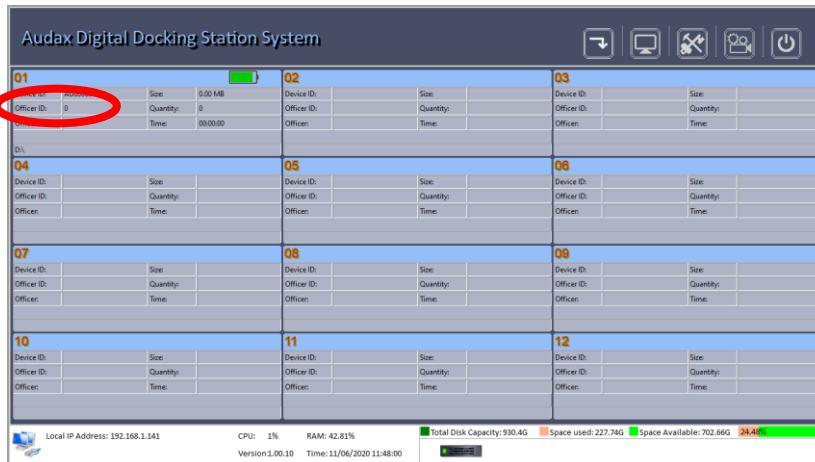 Audax Digital Docking Station System
01 02 03
Size: 0.00 MB Device ID: Size: Device ID: Size:
Officer ID: 0 Quantity: 0 Officer ID: Quantity: Officer ID: Quantity:
Time: 00:00:00 Officer: Time: Officer: Time:
D:\
04 05 06
Device ID: Size: Device ID: Size: Device ID: Size:
Officer ID: Quantity: Officer ID: Quantity: Officer ID: Quantity:
Officer: Time: Officer: Time: Officer: Time:
07 08 09
Device ID: Size: Device ID: Size: Device ID: Size:
Officer ID: Quantity: Officer ID: Quantity: Officer ID: Quantity:
Officer: Time: Officer: Time: Officer: Time:
10 11 12
Device ID: Size: Device ID: Size: Device ID: Size:
Officer ID: Quantity: Officer ID: Quantity: Officer ID: Quantity:
Officer: Time: Officer: Time: Officer: Time:
Local IP Address: 192.168.1.141 CPU: 1% RAM: 42.81% Total Disk Capacity: 930.4G Space used: 227.74G Space Available: 702.66G 24.48%
Version:1.00.10 Time: 11/06/2020 11:48:00